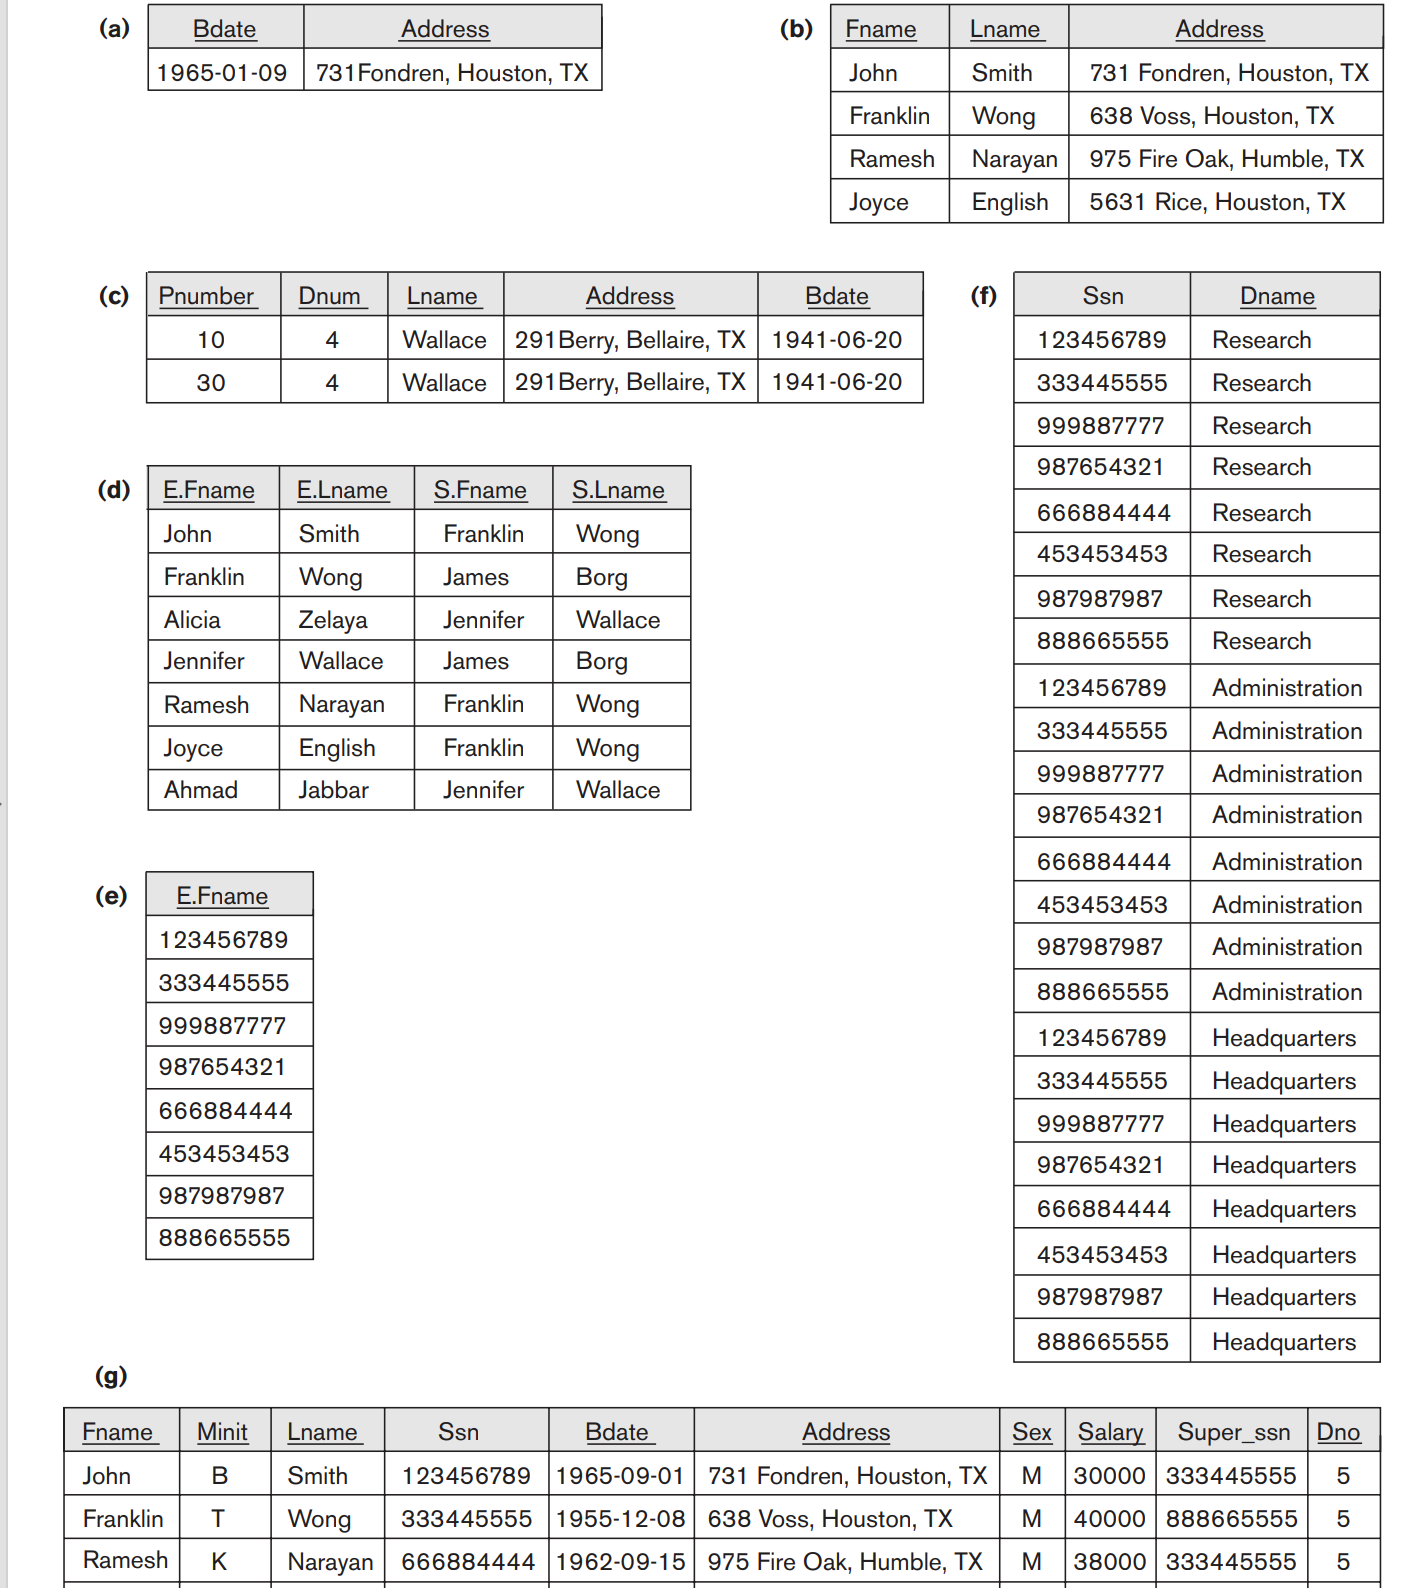 (a)
Bdate Address
1965-01-09 731Fondren, Houston, TX
(b)
Fname Lname Address
John Smith 731 Fondren, Houston, TX
Franklin Wong 638 Voss, Houston, TX
Ramesh Narayan 975 Fire Oak, Humble, TX
Joyce English 5631 Rice, Houston, TX
(c)
Pnumber Dnum Lname Address Bdate
10 4 Wallace 291Berry, Bellaire, TX 1941-06-20
30 4 Wallace 291Berry, Bellaire, TX 1941-06-20
(d)
E.Fname E.Lname S.Fname S.Lname
John Smith Franklin Wong
Franklin Wong James Borg
Alicia Zelaya Jennifer Wallace
Jennifer Wallace James Borg
Ramesh Narayan Franklin Wong
Joyce English Franklin Wong
Ahmad Jabbar Jennifer Wallace
(e)
E.Fname
123456789
333445555
999887777
987654321
666884444
453453453
987987987
888665555
(f)
Ssn Dname
123456789 Research
333445555 Research
999887777 Research
987654321 Research
666884444 Research
453453453 Research
987987987 Research
888665555 Research
123456789 Administration
333445555 Administration
999887777 Administration
987654321 Administration
666884444 Administration
453453453 Administration
987987987 Administration
888665555 Administration
123456789 Headquarters
333445555 Headquarters
999887777 Headquarters
987654321 Headquarters
666884444 Headquarters
453453453 Headquarters
987987987 Headquarters
888665555 Headquarters
(g)
Fname Minit Lname Ssn Bdate Address Sex Salary Super_ssn Dno
John B Smith 123456789 1965-09-01 731 Fondren, Houston, TX M 30000 333445555 5
Franklin T Wong 333445555 1955-12-08 638 Voss, Houston, TX M 40000 888665555 5
Ramesh K Narayan 666884444 1962-09-15 975 Fire Oak, Humble, TX M 38000 333445555 5